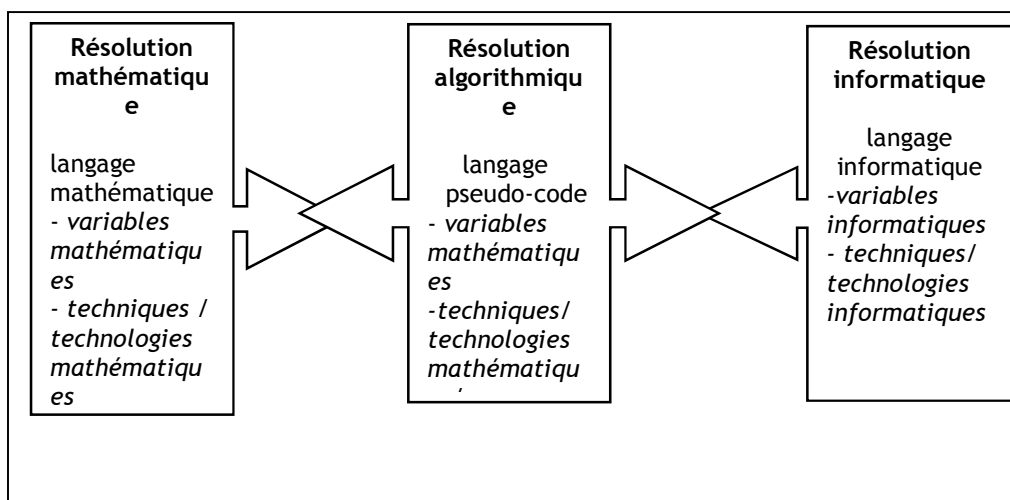 Résolution
mathématiqu
e
langage
mathématique
- variables
mathématiqu
es
- techniques /
technologies
mathématiqu
es
Résolution
algorithmiqu
e
langage
pseudo-code
- variables
mathématiqu
es
-techniques/
technologies
mathématiqu
Résolution
informatique
langage
informatique
-variables
informatiques
- techniques/
technologies
informatiques